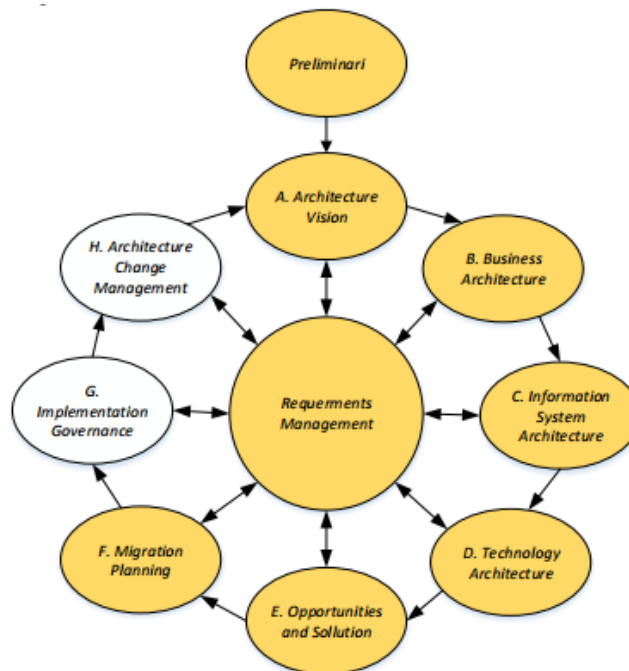 Preliminari
A. Architecture
Vision
B. Business
Architecture
C. Information
System
Architecture
D. Technology
Architecture
E. Opportunities
and Sollution
F. Migration
Planning
G.
Implementation
Governance
H. Architecture
Change
Management
Requerments
Management